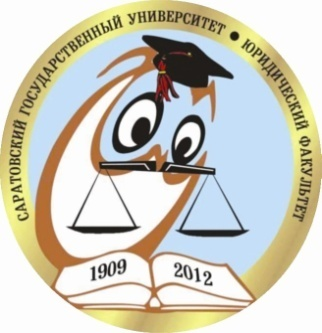 САРАТОВСКИЙ ГОСУДАРСТВЕННЫЙ УНИВЕРСИТЕТ • ЮРИДИЧЕСКИЙ ФАКУЛЬТЕТ
1909 2012